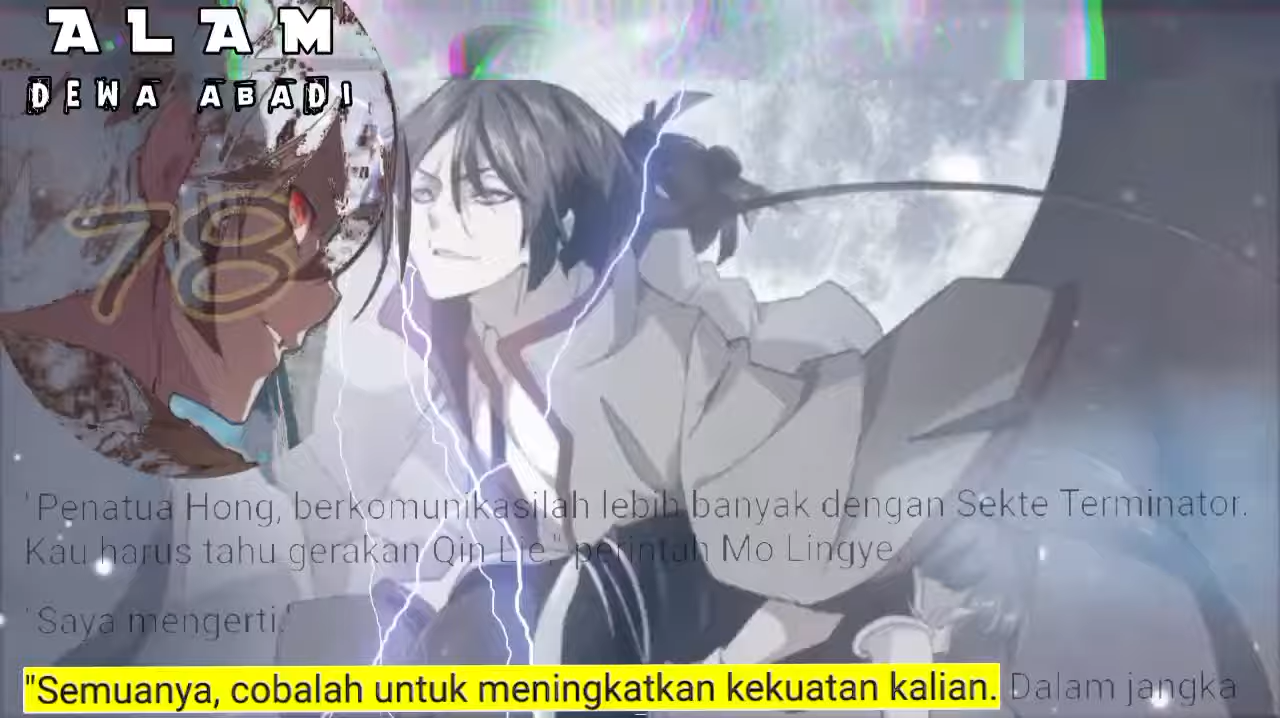 ALAM
DEWA ABADI
78
"Penatua Hong, berkomunikasilah lebih banyak dengan Sekte Terminator.
Kau harus tahu gerakan Qin Lie," perintah Mo Lingye.
"Saya mengerti."
"Semuanya, cobalah untuk meningkatkan kekuatan kalian. Dalam jangka